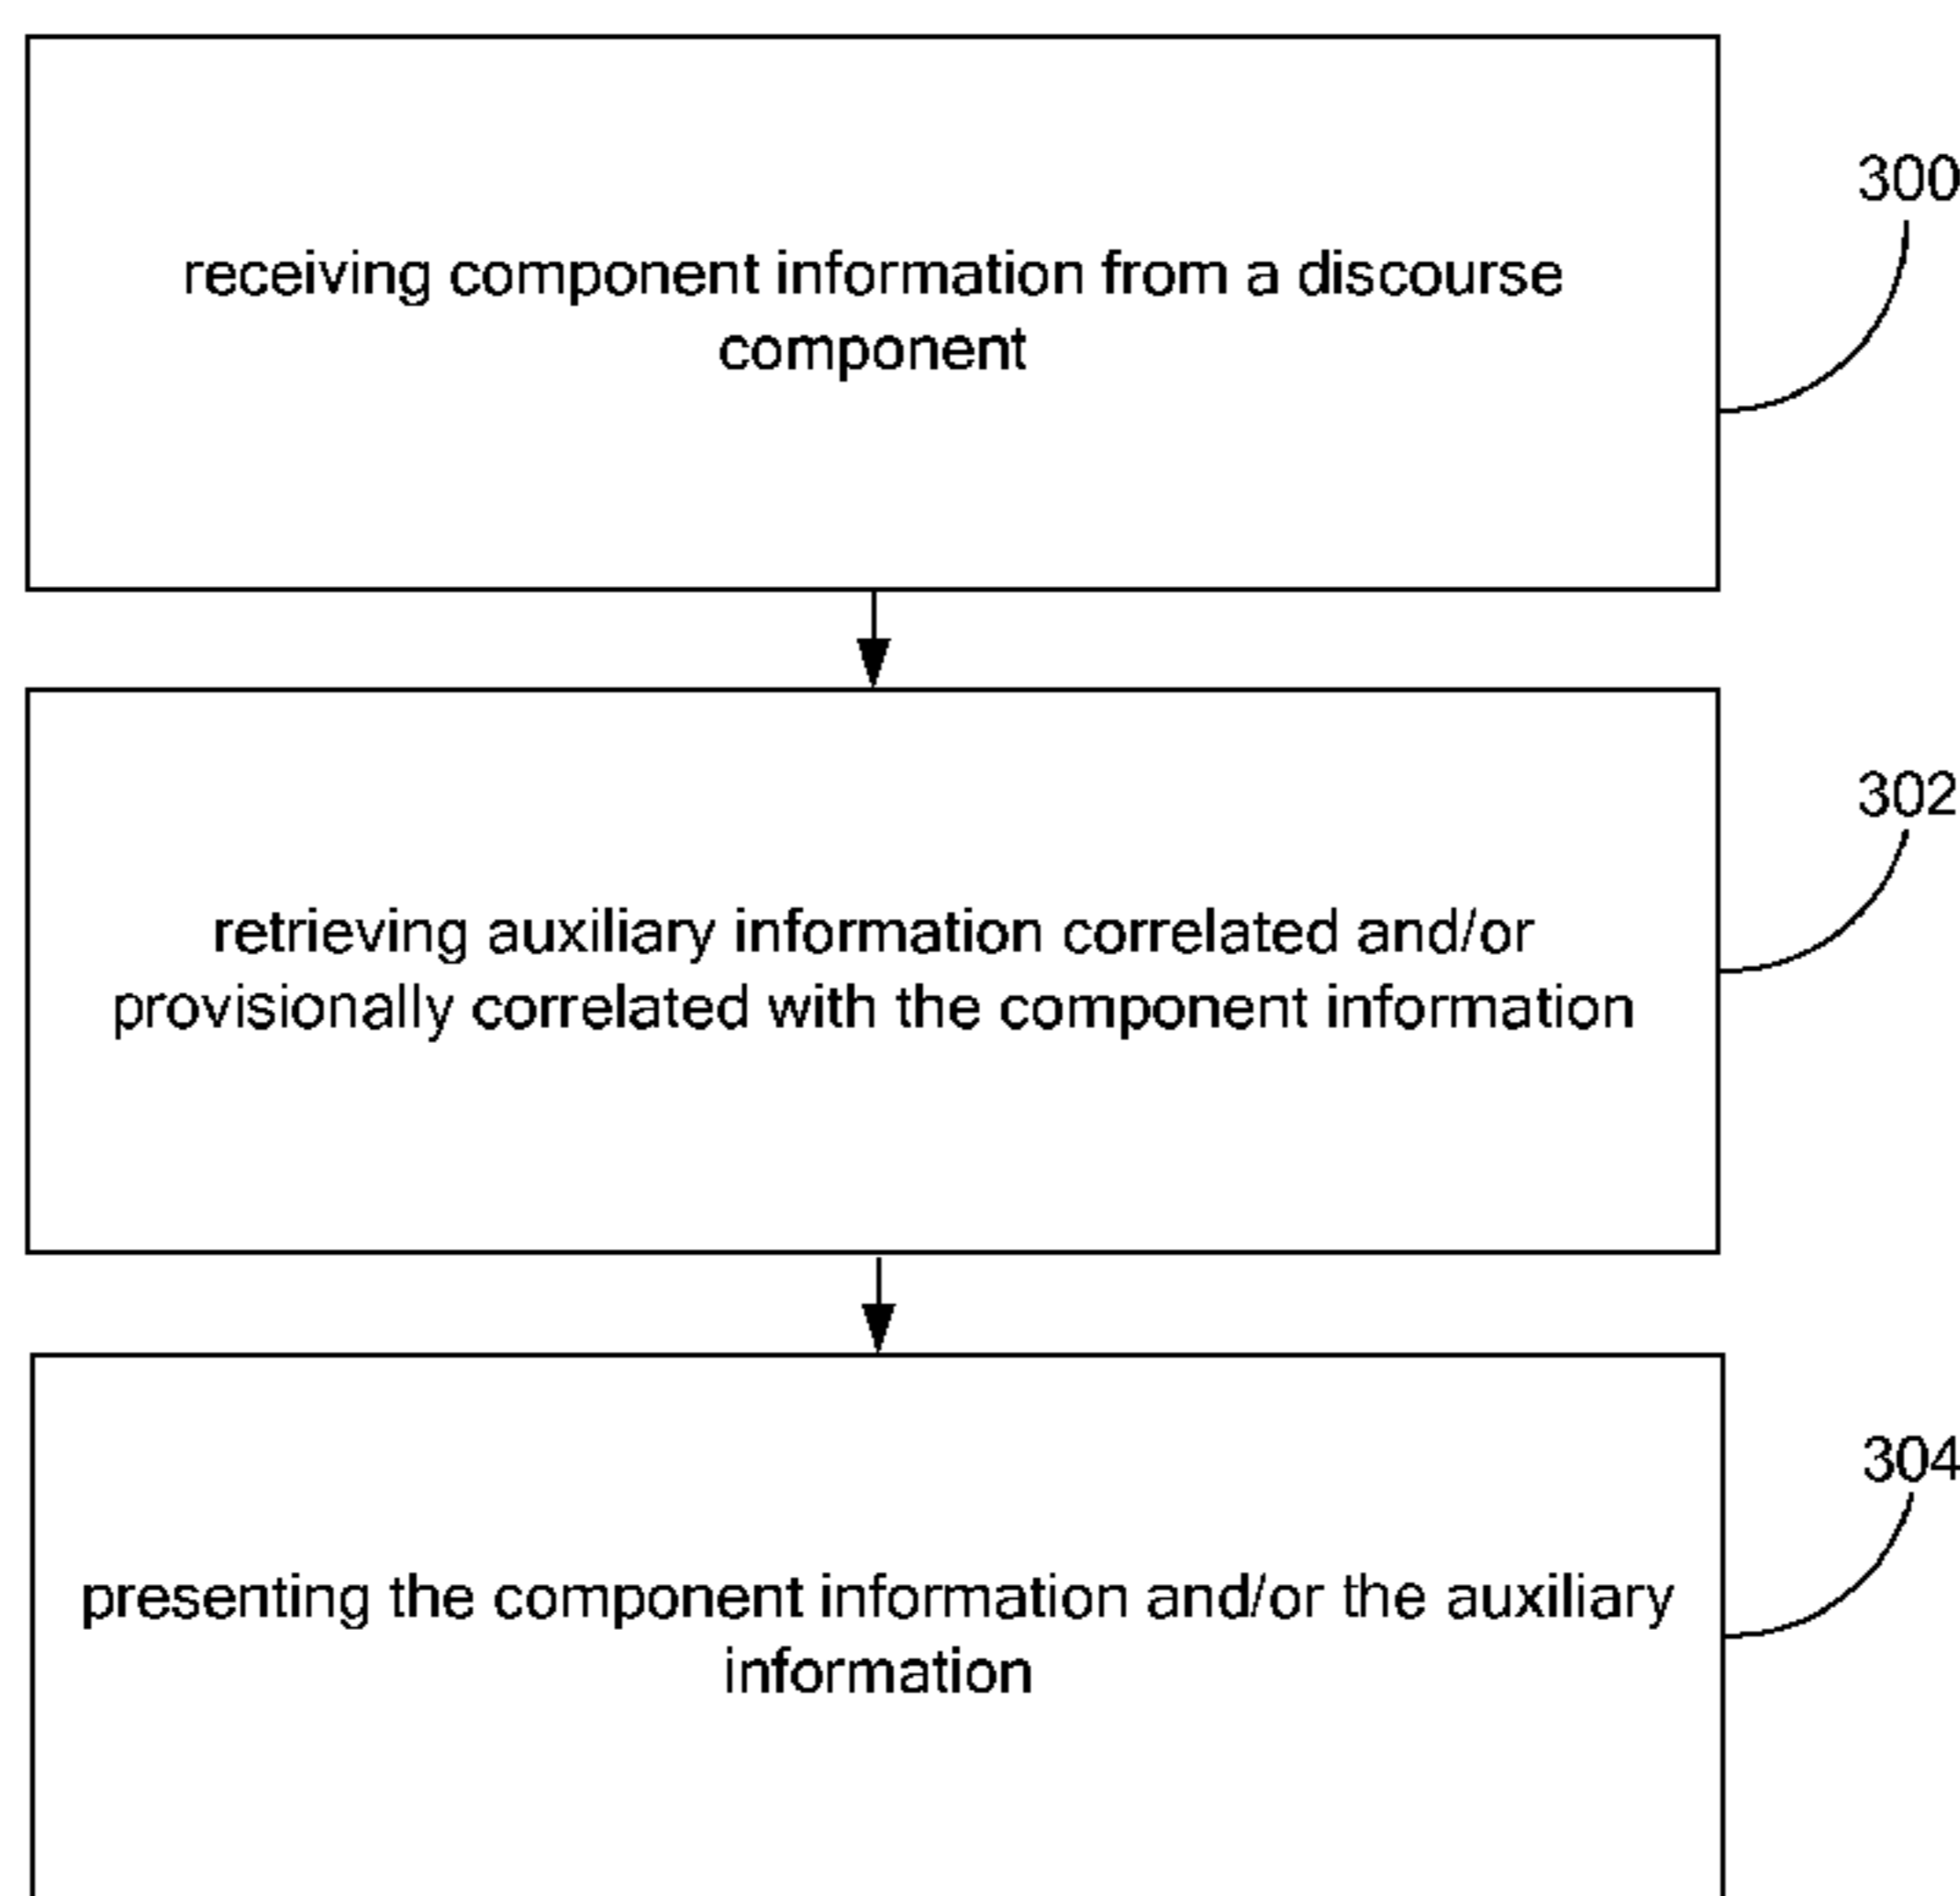 receiving component information from a discourse
component
300
retrieving auxiliary information correlated and/or
provisionally correlated with the component information
302
presenting the component information and/or the auxiliary
information
304